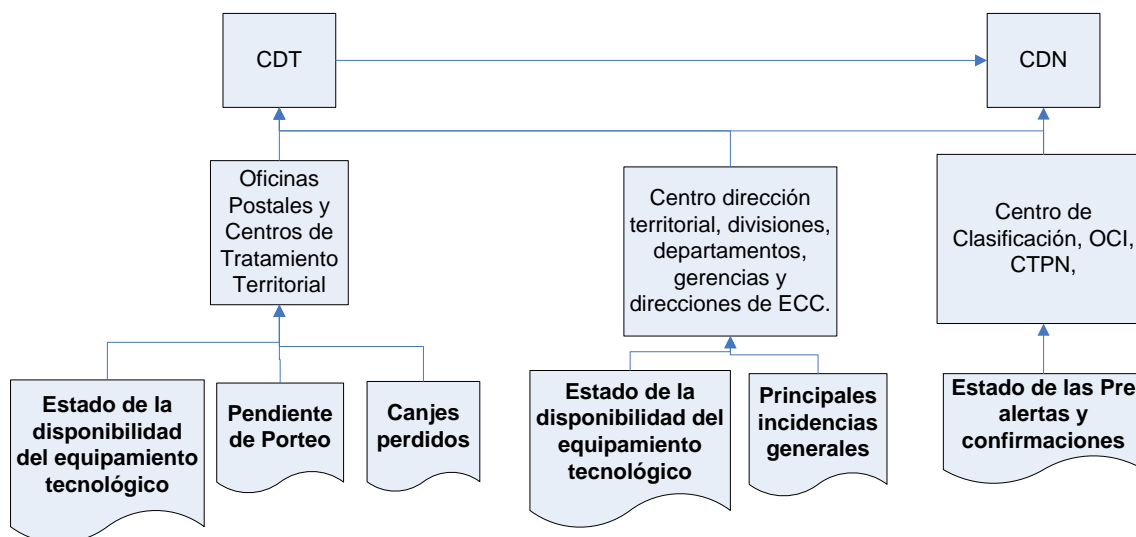 CDT
CDN
Oficinas
Postales y
Centros de
Tratamiento
Territorial
Centro dirección
territorial, divisiones,
departamentos,
gerencias y
direcciones de ECC.
Centro de
Clasificación, OCI,
CTPN,
Estado de la
disponibilidad
del equipamiento
tecnológico
Pendiente
de Porteo
Canjes
perdidos
Estado de la
disponibilidad del
equipamiento
tecnológico
Principales
incidencias
generales
Estado de las Pre
alertas y
confirmaciones